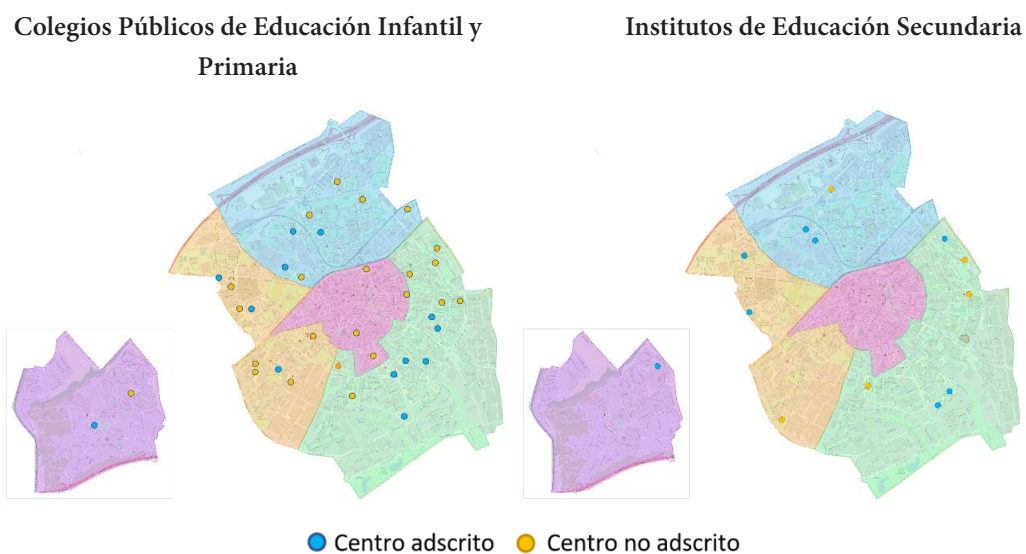 Colegios Públicos de Educación Infantil y
Primaria
Institutos de Educación Secundaria
Centro adscrito
Centro no adscrito